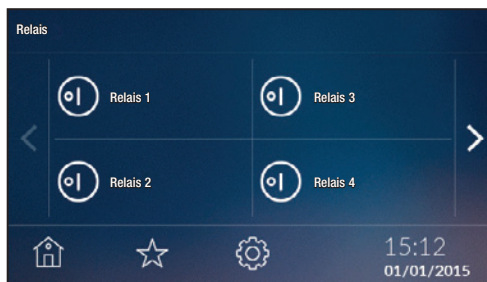 Relais
Relais 1
Relais 3
Relais 2
Relais 4
15:12
01/01/2015